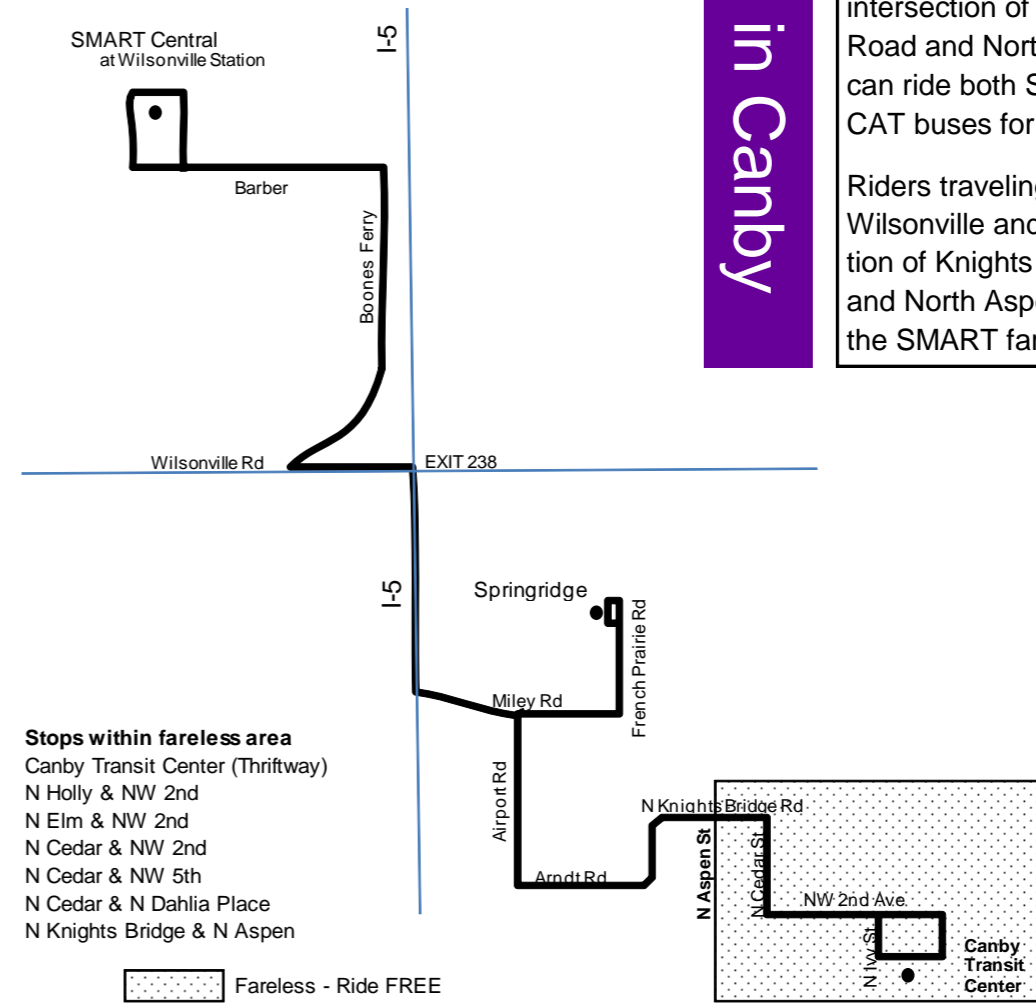 SMART Central
at Wilsonville Station
I-5
Barber
Boones Ferry
Wilsonville Rd
EXIT 238
I-5
Springridge
French Prairie Rd
Miley Rd
Airport Rd
Arndt Rd
N Knights Bridge Rd
N Aspen St
N Cedar St.
NW 2nd Ave
N Ivy St.
Canby
Transit
Center
Stops within fareless area
Canby Transit Center (Thriftway)
N Holly & NW 2nd
N Elm & NW 2nd
N Cedar & NW 2nd
N Cedar & NW 5th
N Cedar & N Dahlia Place
N Knights Bridge & N Aspen
Fareless - Ride FREE
in Canby
intersection of
Road and Nort
can ride both S
CAT buses for
Riders traveling
Wilsonville and
tion of Knights
and North Aspe
the SMART far